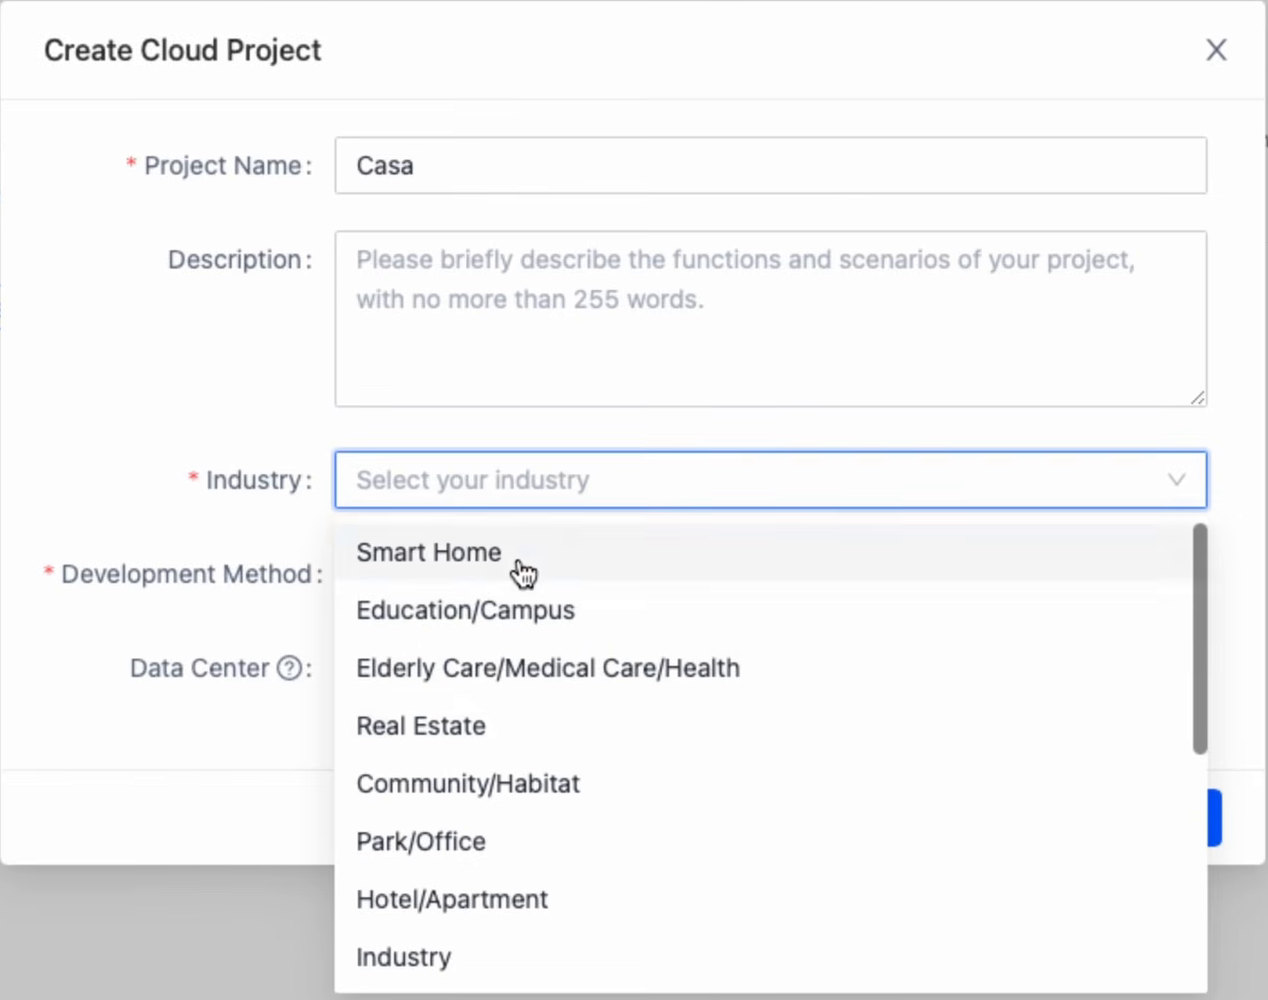 Create Cloud Project
* Project Name :
Casa
Description :
Please briefly describe the functions and scenarios of your project,
with no more than 255 words.
* Industry :
Select your industry
Smart Home
* Development Method :
Education/Campus
Data Center ? :
Elderly Care/Medical Care/Health
Real Estate
Community/Habitat
Park/Office
Hotel/Apartment
Industry